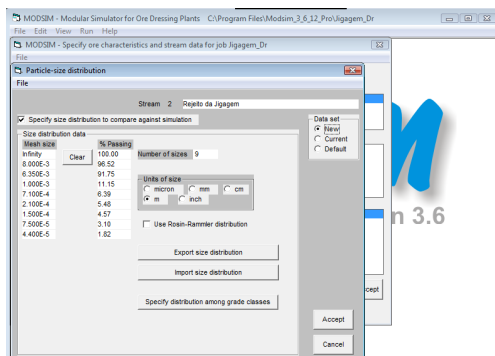 MODSIM - Modular Simulator for Ore Dressing Plants C:\Program Files\Modsim_3_6_12_Pro\Jigagem_Dr
File Edit View Run Help
MODSIM - Specify ore characteristics and stream data for job Jigagem_Dr
File
Particle-size distribution
File
Stream 2 Rejeito da Jigagem
Specify size distribution to compare against simulation
Data set
New
Current
Default
Size distribution data
Mesh size % Passing
Infinity 100.00
Clear
Number of sizes 9
8.000E-3 96.52
6.350E-3 91.75
1.000E-3 11.15
7.100E-4 6.39
2.100E-4 5.48
1.500E-4 4.57
7.500E-5 3.10
4.400E-5 1.82
Units of size
micron mm cm
m inch
Use Rosin-Rammler distribution
Export size distribution
Import size distribution
Specify distribution among grade classes
Accept
Cancel
n 3.6
cept